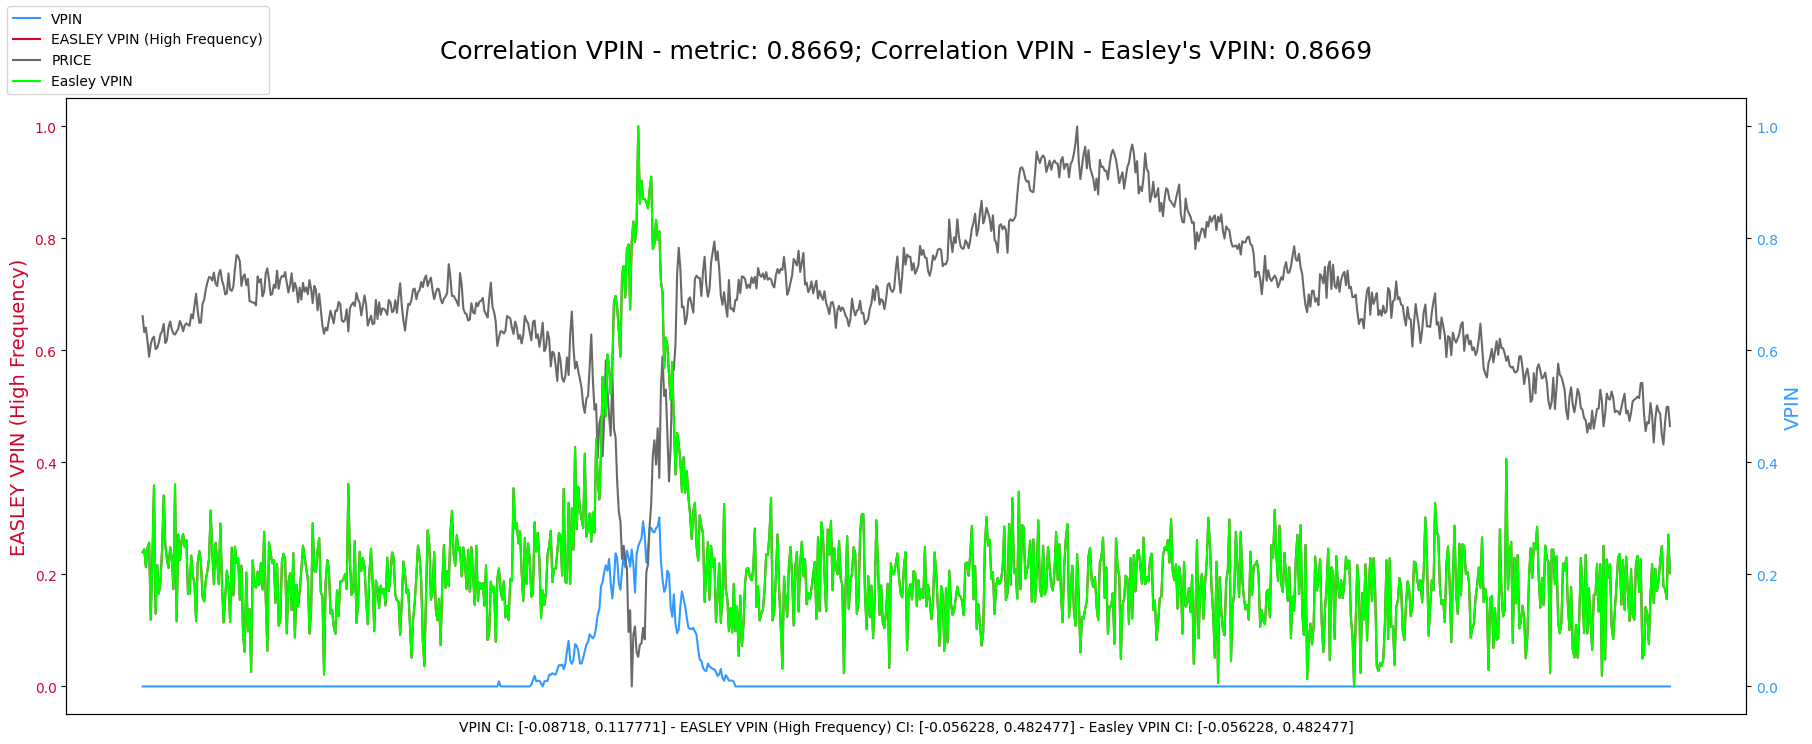 VPIN
EASLEY VPIN (High Frequency)
PRICE
Easley VPIN
Correlation VPIN - metric: 0.8669; Correlation VPIN - Easley's VPIN: 0.8669
1.0
0.8
0.6
0.4
0.2
0.0
EASLEY VPIN (High Frequency)
1.0
0.8
0.6
0.4
0.2
0.0
VPIN
VPIN CI: [-0.08718, 0.117771] - EASLEY VPIN (High Frequency) CI: [-0.056228, 0.482477] - Easley VPIN CI: [-0.056228, 0.482477]